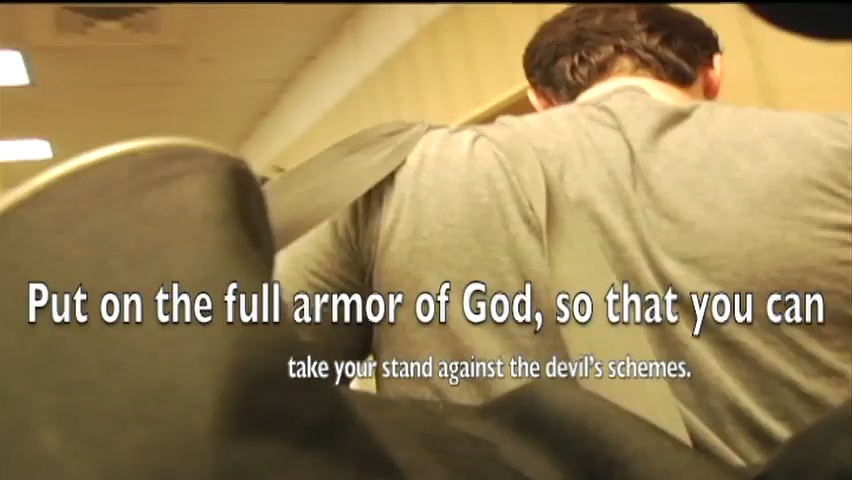 Put on the full armor of God, so that you can
take your stand against the devil's schemes.